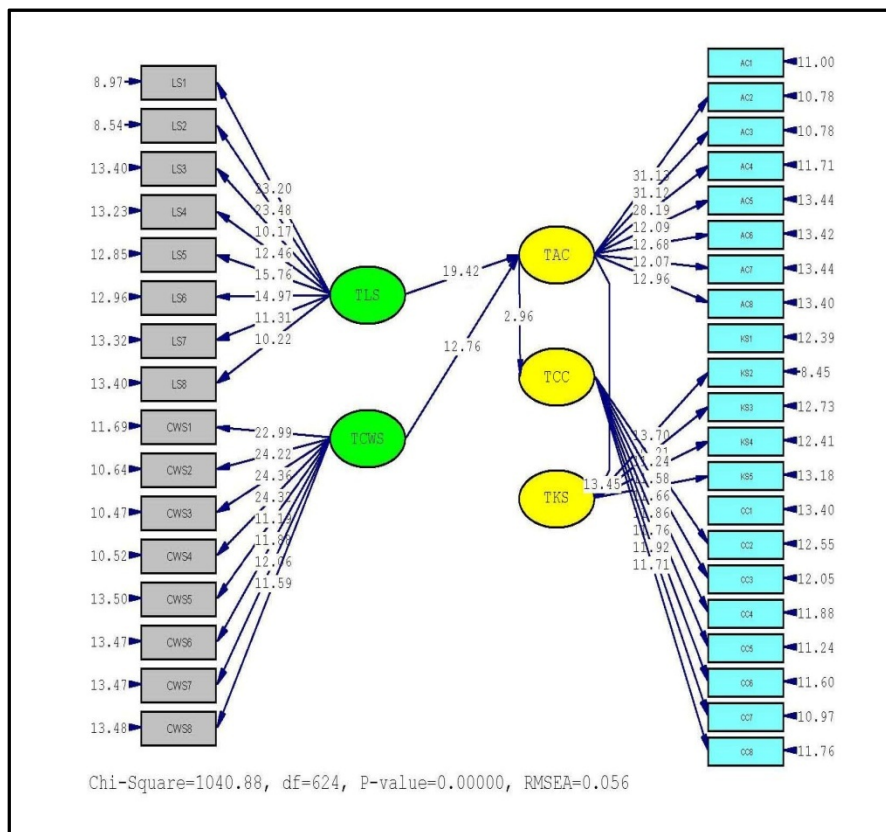 8.97 LS1
8.54 LS2
13.40 LS3
13.23 LS4
12.85 LS5
12.96 LS6
13.32 LS7
13.40 LS8
11.69 CWS1
10.64 CWS2
10.47 CWS3
10.52 CWS4
13.50 CWS5
13.47 CWS6
13.47 CWS7
13.48 CWS8
23.20
23.48
10.17
12.46
15.76
14.97
11.31
10.22
22.99
24.22
24.36
24.32
11.19
11.88
12.06
11.59
TLS
TCWS
19.42
12.76
TAC
2.96
TCC
TKS
31.13
31.12
28.19
12.09
12.68
12.07
12.96
13.70
13.45
11.86
11.92
11.71
AC1 11.00
AC2 10.78
AC3 10.78
AC4 11.71
AC5 13.44
AC6 13.42
AC7 13.44
AC8 13.40
KS1 12.39
KS2 8.45
KS3 12.73
KS4 12.41
KS5 13.18
CC1 13.40
CC2 12.55
CC3 12.05
CC4 11.88
CC5 11.24
CC6 11.60
CC7 10.97
CC8 11.76
Chi-Square=1040.88, df=624, P-value=0.00000, RMSEA=0.056